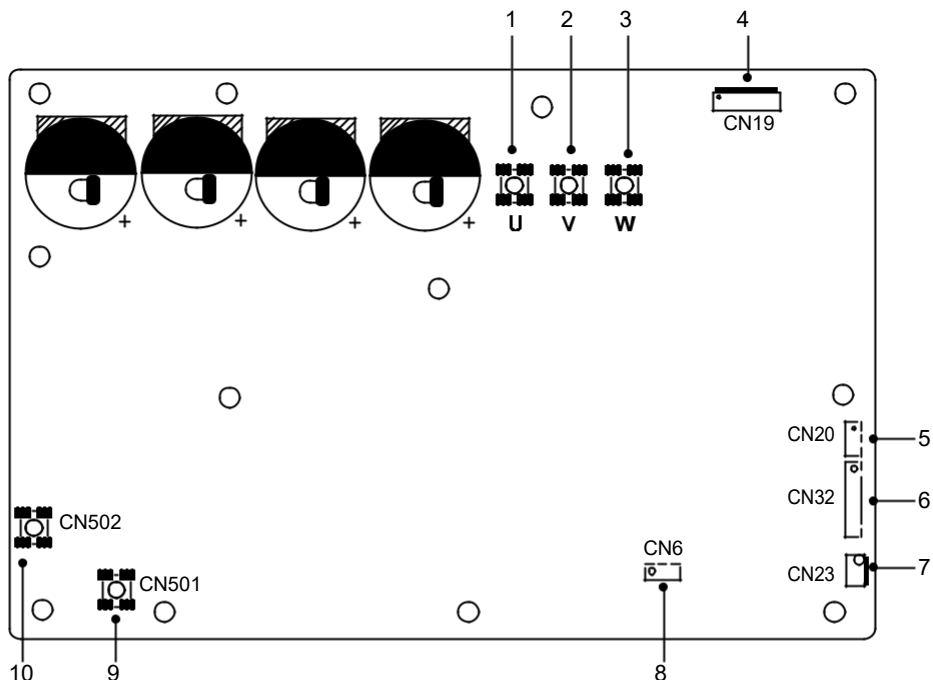 1 2 3 4
CN19
+ + + +
U V W
CN20 5
CN32 6
CN502
CN6
CN501
CN23 7
10 9 8